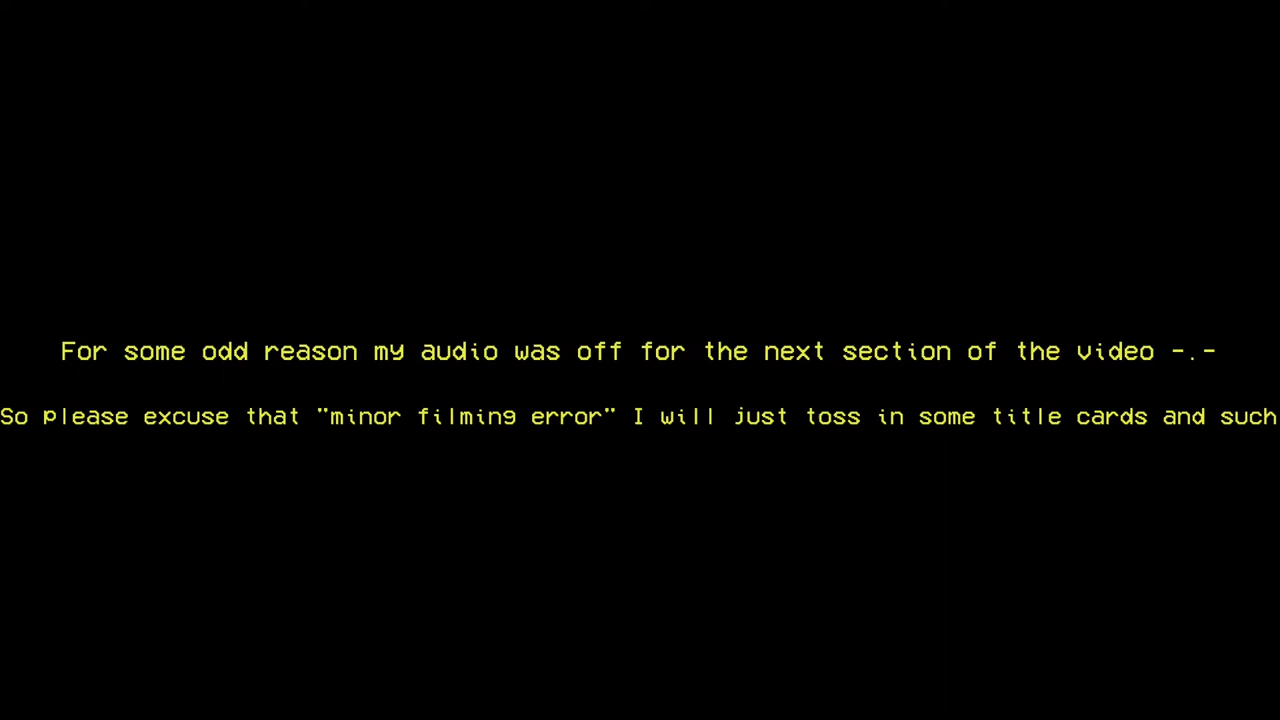 For some odd reason my audio was off for the next section of the video -.-
So please excuse that "minor filming error" I will just toss in some title cards and such